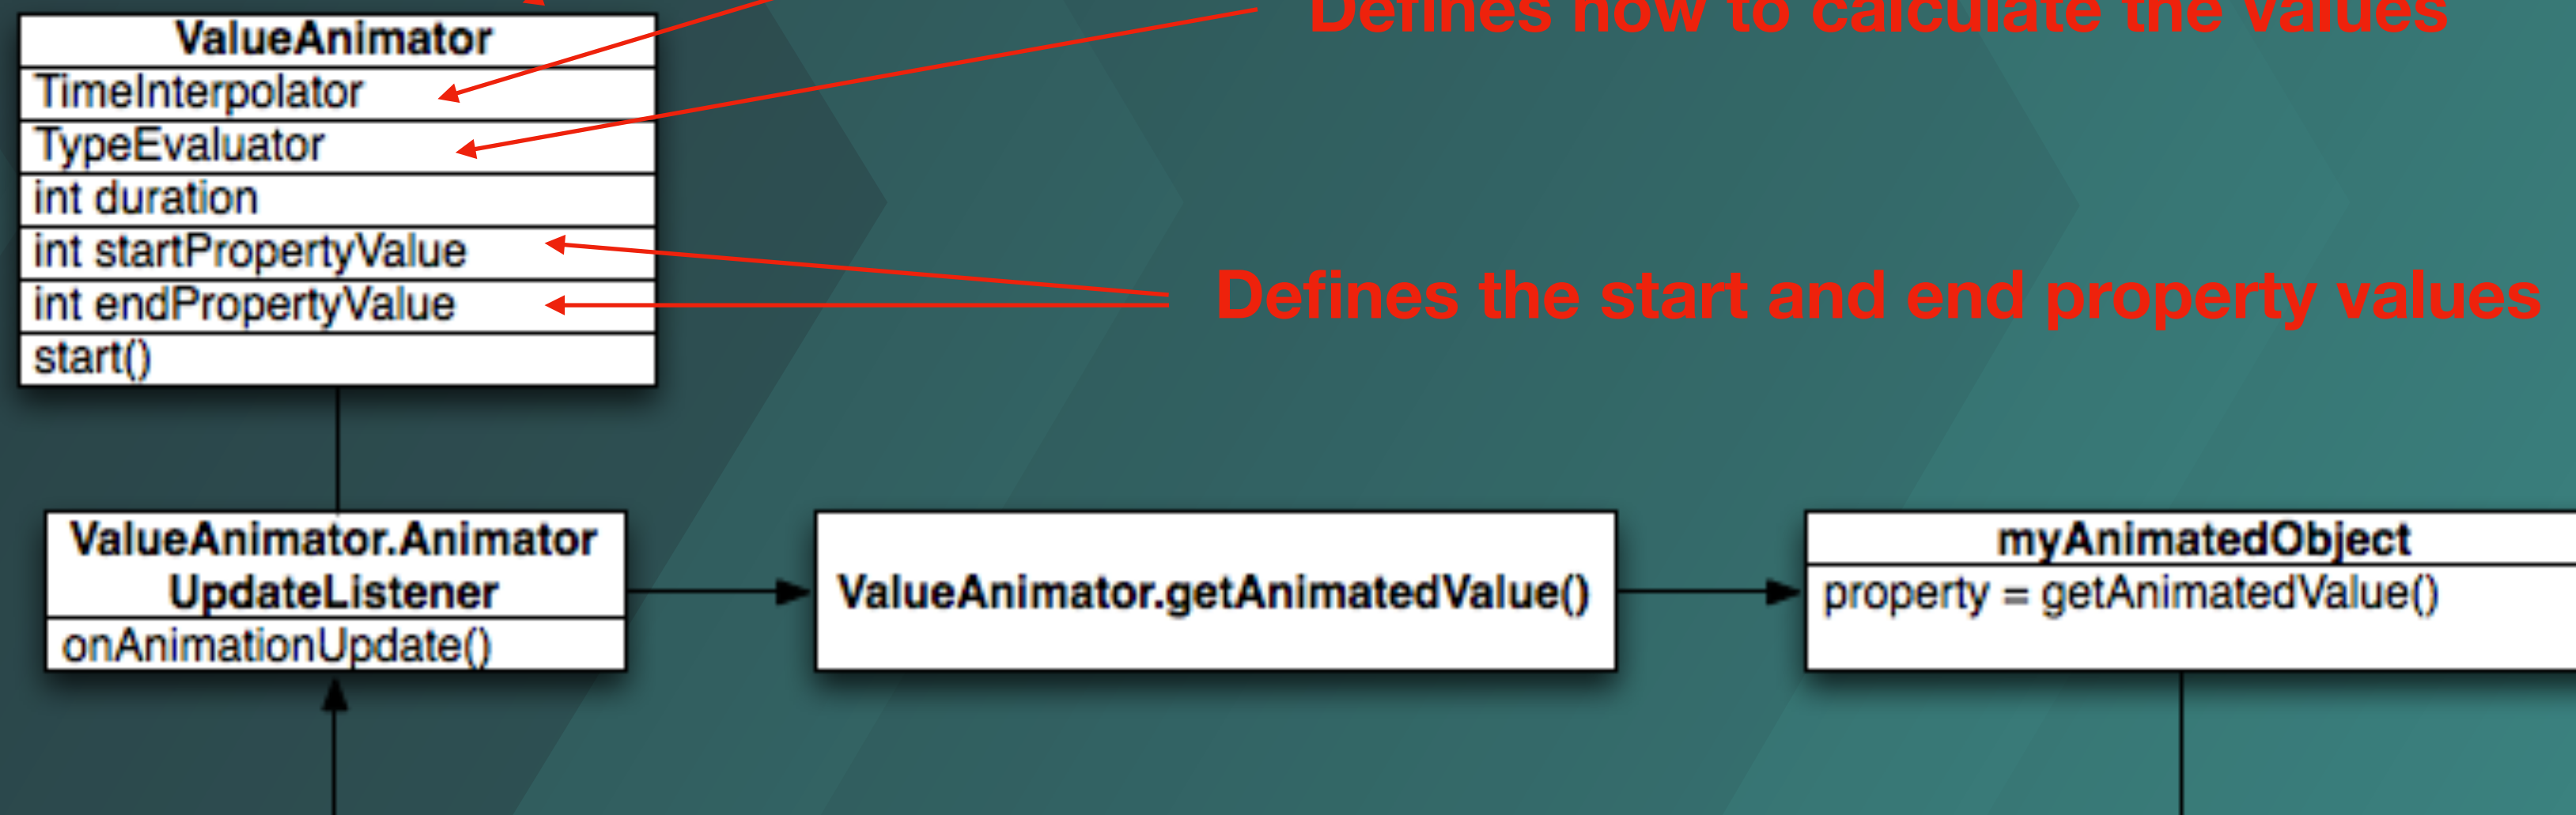 Defines how to calculate the values
ValueAnimator
TimeInterpolator
TypeEvaluator
int duration
int startPropertyValue
int endPropertyValue
start()
Defines the start and end property values
ValueAnimator.Animator
UpdateListener
onAnimationUpdate()
ValueAnimator.getAnimatedValue()
myAnimatedObject
property = getAnimatedValue()